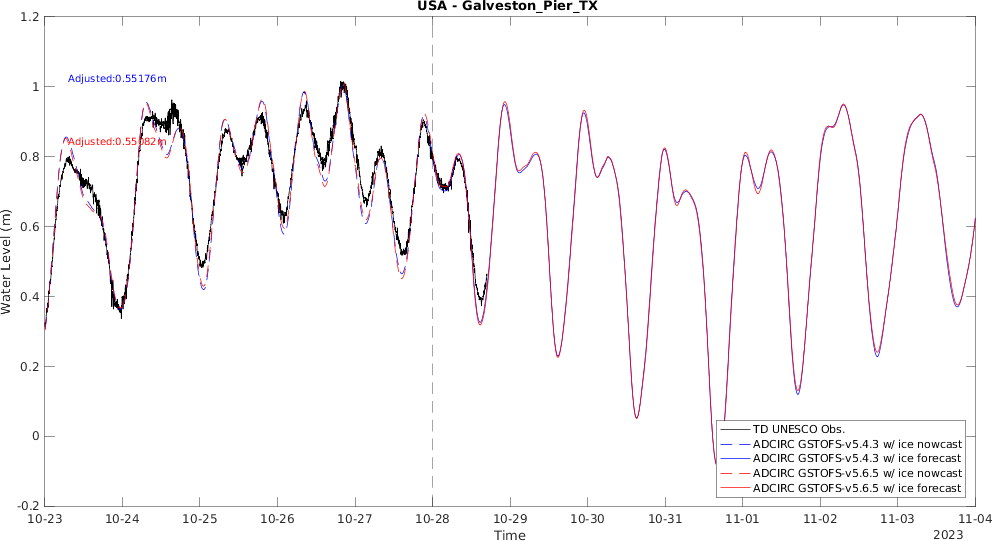 USA - Galveston_Pier_TX
1.2
1
0.8
0.6
0.4
0.2
0
-0.2
Water Level (m)
Adjusted:0.55176m
Adjusted:0.55082m
TD UNESCO Obs.
ADCIRC GSTOFS-v5.4.3 w/ ice nowcast
ADCIRC GSTOFS-v5.4.3 w/ ice forecast
ADCIRC GSTOFS-v5.6.5 w/ ice nowcast
ADCIRC GSTOFS-v5.6.5 w/ ice forecast
10-23 10-24 10-25 10-26 10-27 10-28 10-29 10-30 10-31 11-01 11-02 11-03 11-04
Time
2023